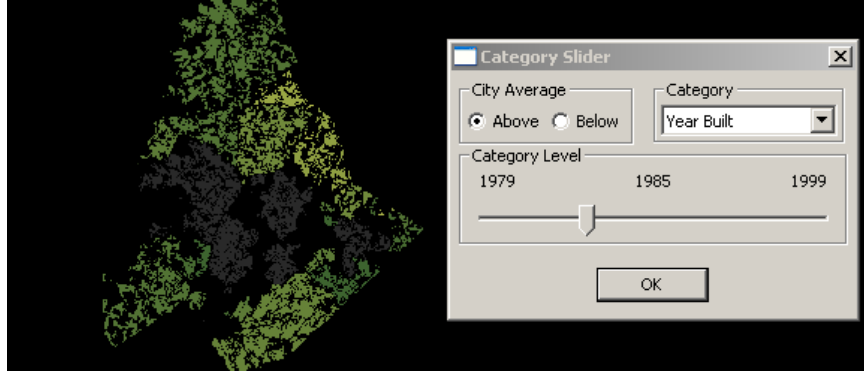 Category Slider
City Average
Above Below
Category
Year Built
Category Level
1979 1985 1999
OK